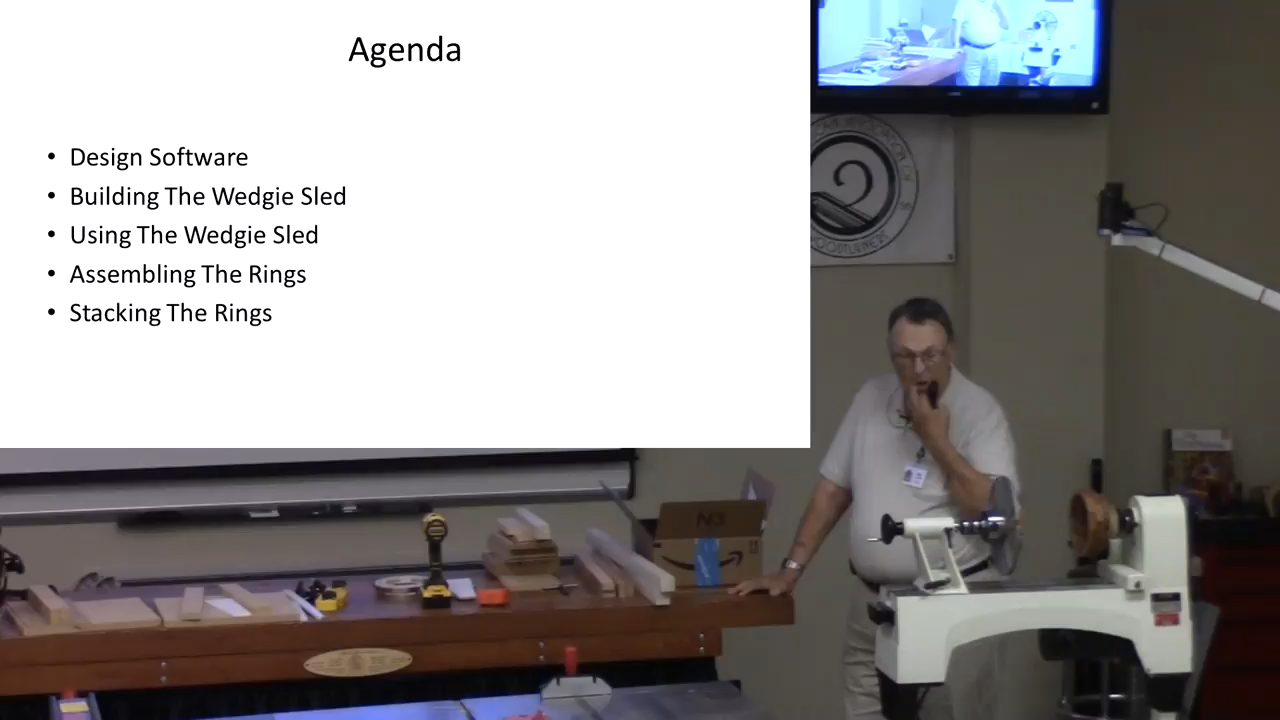 Agenda
• Design Software
• Building The Wedgie Sled
• Using The Wedgie Sled
• Assembling The Rings
• Stacking The Rings